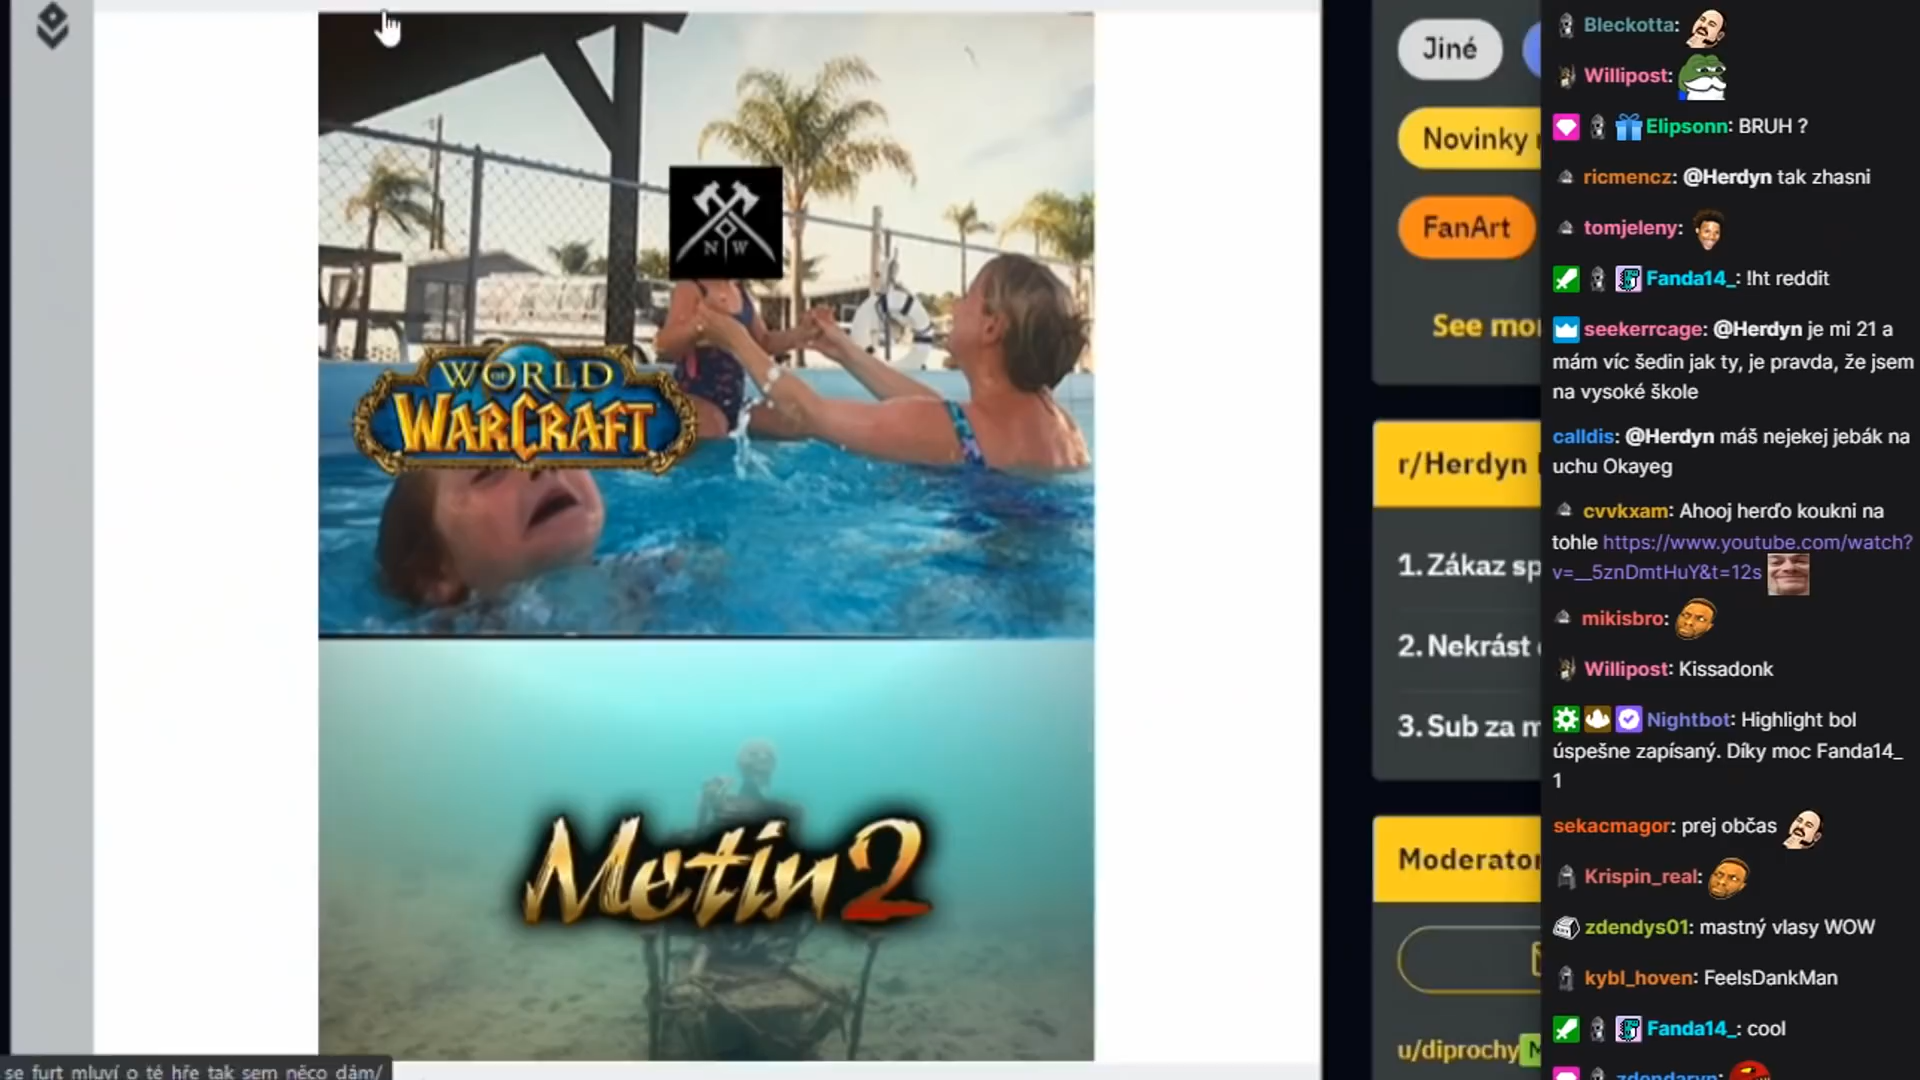 N W
WORLD
OF
WARCRAFT
Metin2
se furt mluví o té hře tak sem něco dám/
Jiné
Novinky
FanArt
See mo
r/Herdyn
1. Zákaz sp
2. Nekrást
3. Sub za m
Moderator
u/diprochy
Bleckotta:
Willipost:
Elipsonn: BRUH ?
ricmencz: @Herdyn tak zhasni
tomjeleny:
Fanda14_: !ht reddit
seekerrcage: @Herdyn je mi 21 a
mám víc šedin jak ty, je pravda, že jsem
na vysoké škole
calldis: @Herdyn máš nejekej jebák na
uchu Okayeg
cvvkxam: Ahooj herďo koukni na
tohle https://www.youtube.com/watch?
v=__5znDmtHuY&t=12s
mikisbro:
Willipost: Kissadonk
Nightbot: Highlight bol
úspešne zapísaný. Díky moc Fanda14_
1
sekacmagor: prej občas
Krispin_real:
zdendys01: mastný vlasy WOW
kybl_hoven: FeelsDankMan
Fanda14_: cool